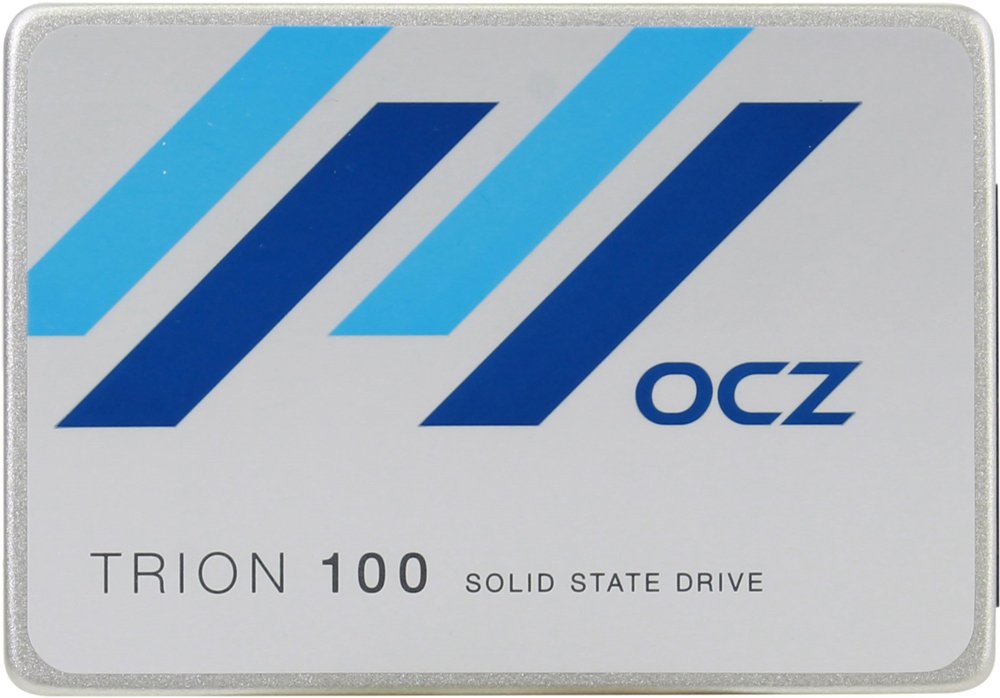 OCZ
TRION 100 SOLID STATE DRIVE